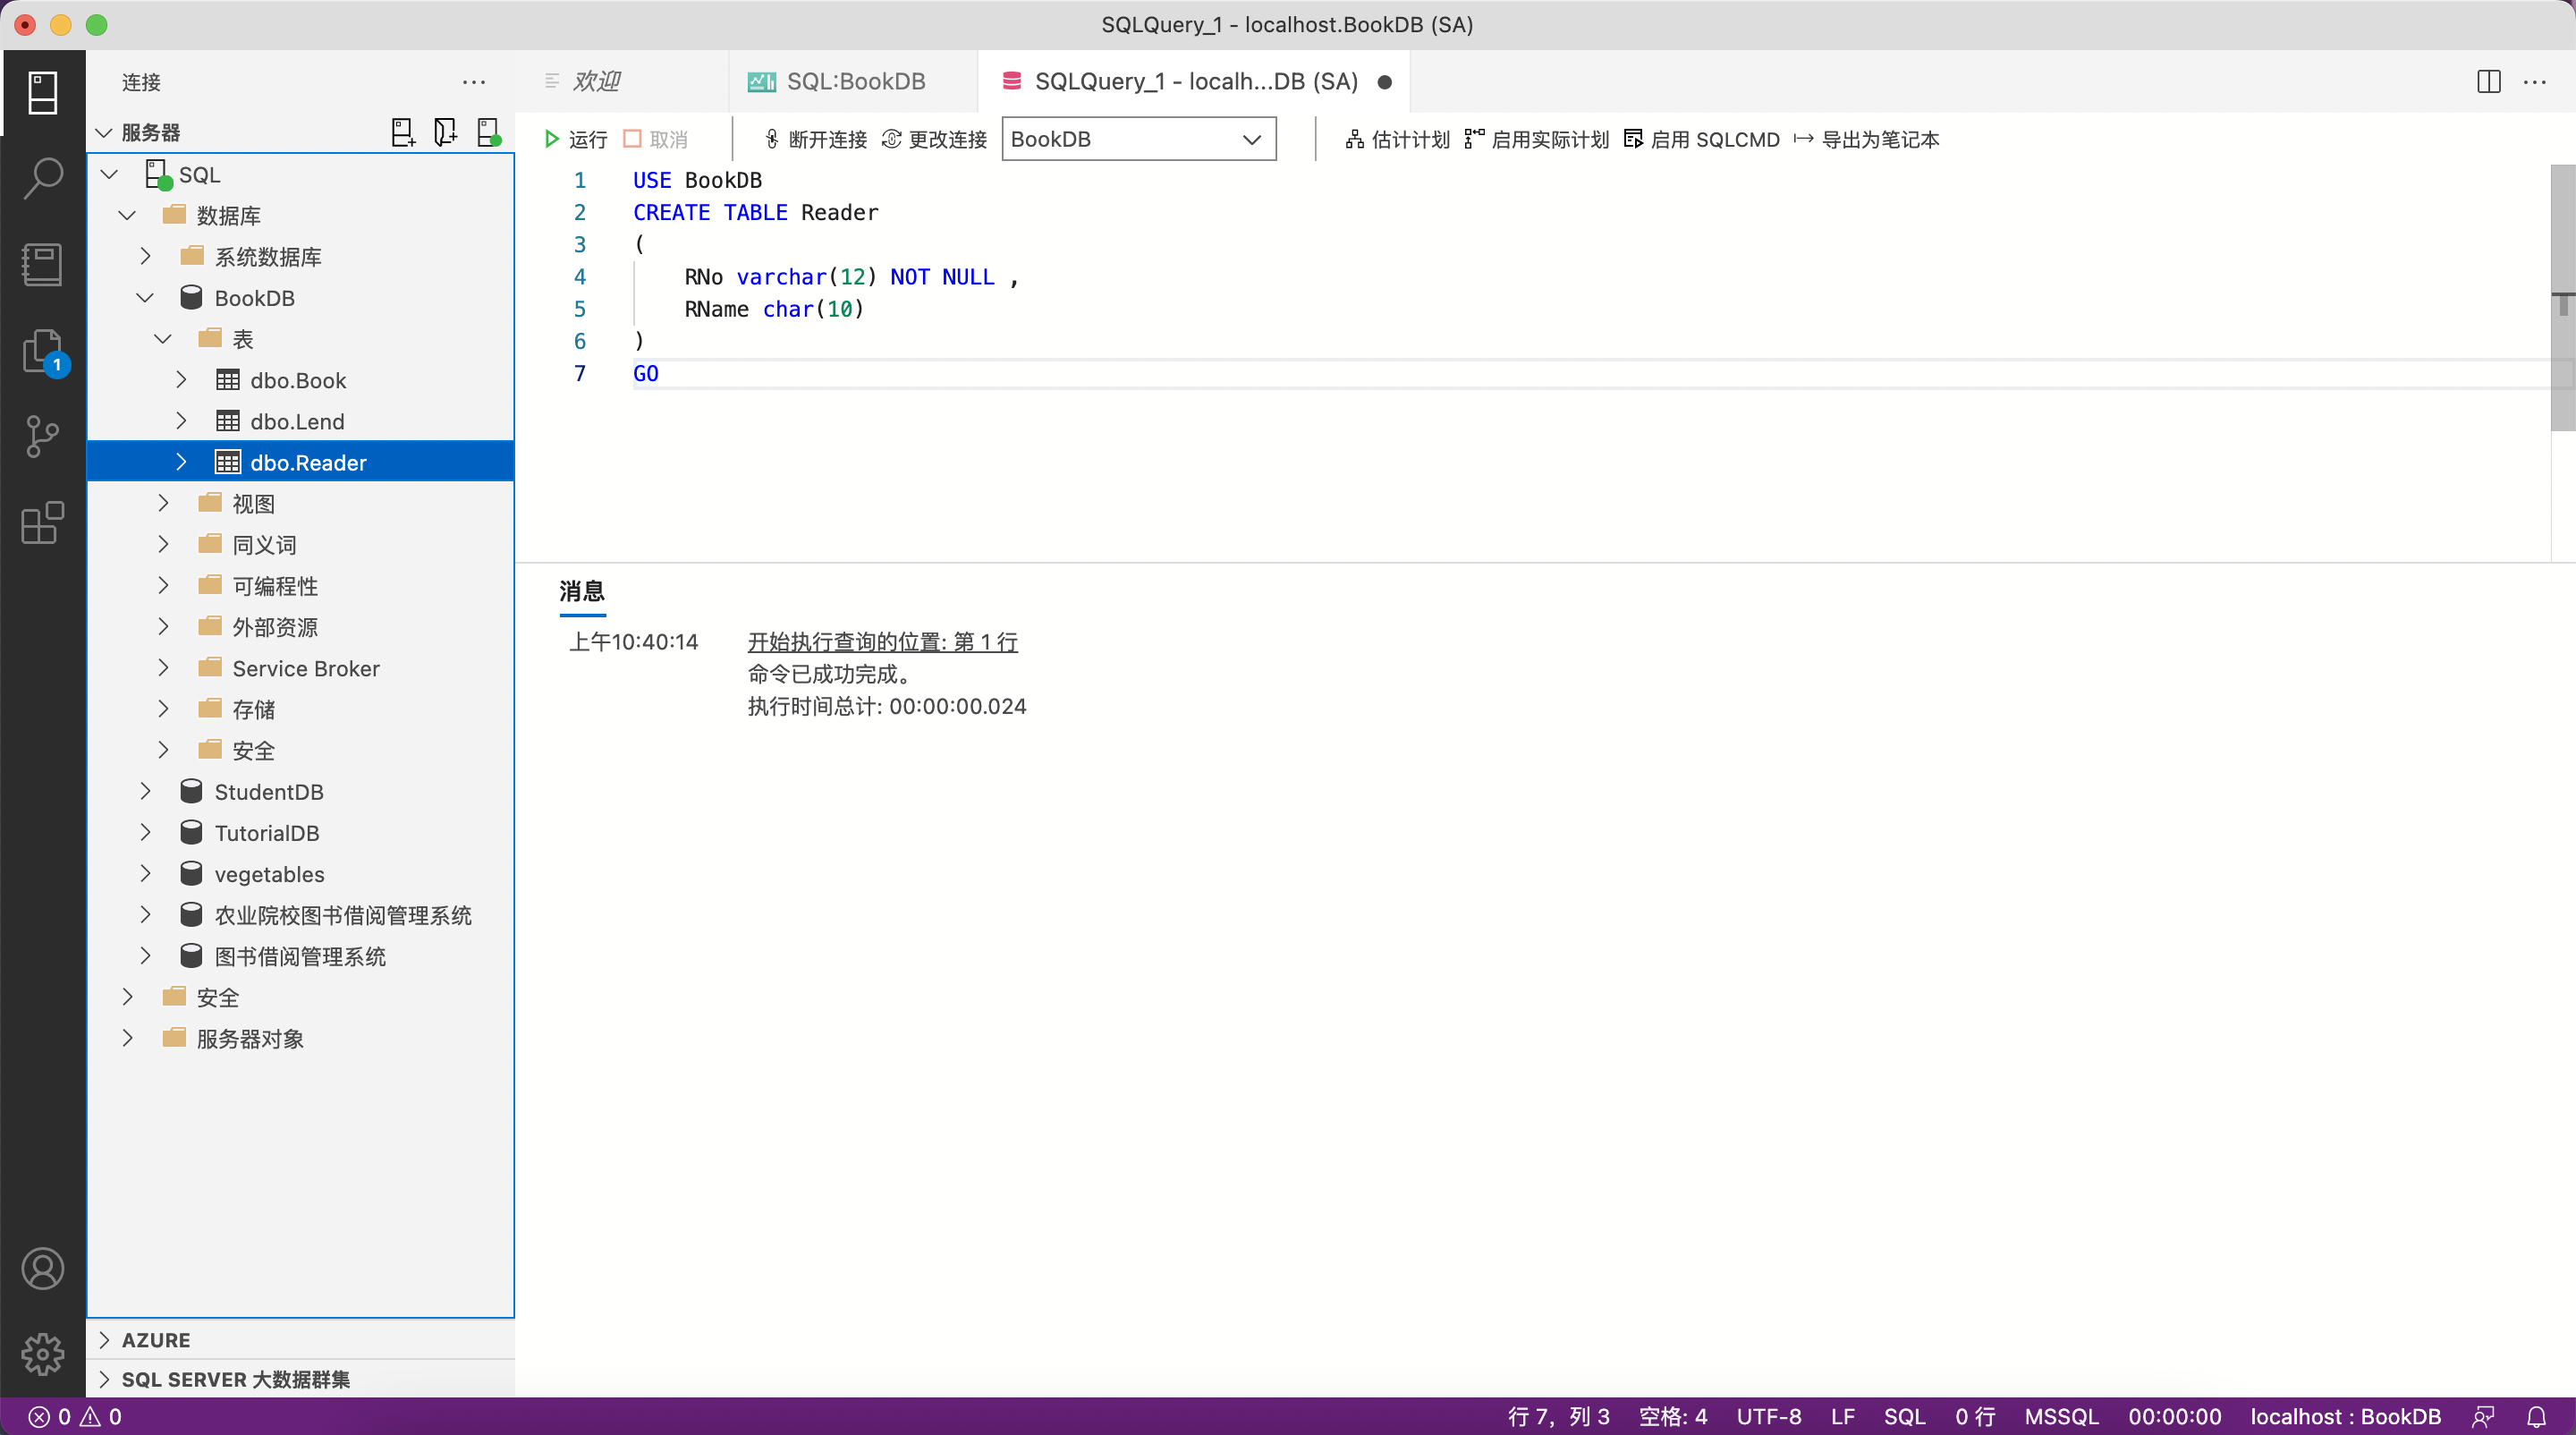 SQLQuery_1 - localhost.BookDB (SA)
连接
服务器
SQL
数据库
系统数据库
BookDB
表
dbo.Book
dbo.Lend
dbo.Reader
视图
同义词
可编程性
外部资源
Service Broker
存储
安全
StudentDB
TutorialDB
vegetables
农业院校图书借阅管理系统
图书借阅管理系统
安全
服务器对象
AZURE
SQL SERVER 大数据群集
1
欢迎
SQL:BookDB
SQLQuery_1 - localh...DB (SA)
运行 取消 断开连接 更改连接 BookDB 估计计划 启用实际计划 启用 SQLCMD 导出为笔记本
1 USE BookDB
2 CREATE TABLE Reader
3 (
4 RNo varchar(12) NOT NULL ,
5 RName char(10)
6 )
7 GO
消息
上午10:40:14 开始执行查询的位置: 第 1 行
命令已成功完成。
执行时间总计: 00:00:00.024
0 0 行 7, 列 3 空格: 4 UTF-8 LF SQL 0 行 MSSQL 00:00:00 localhost : BookDB